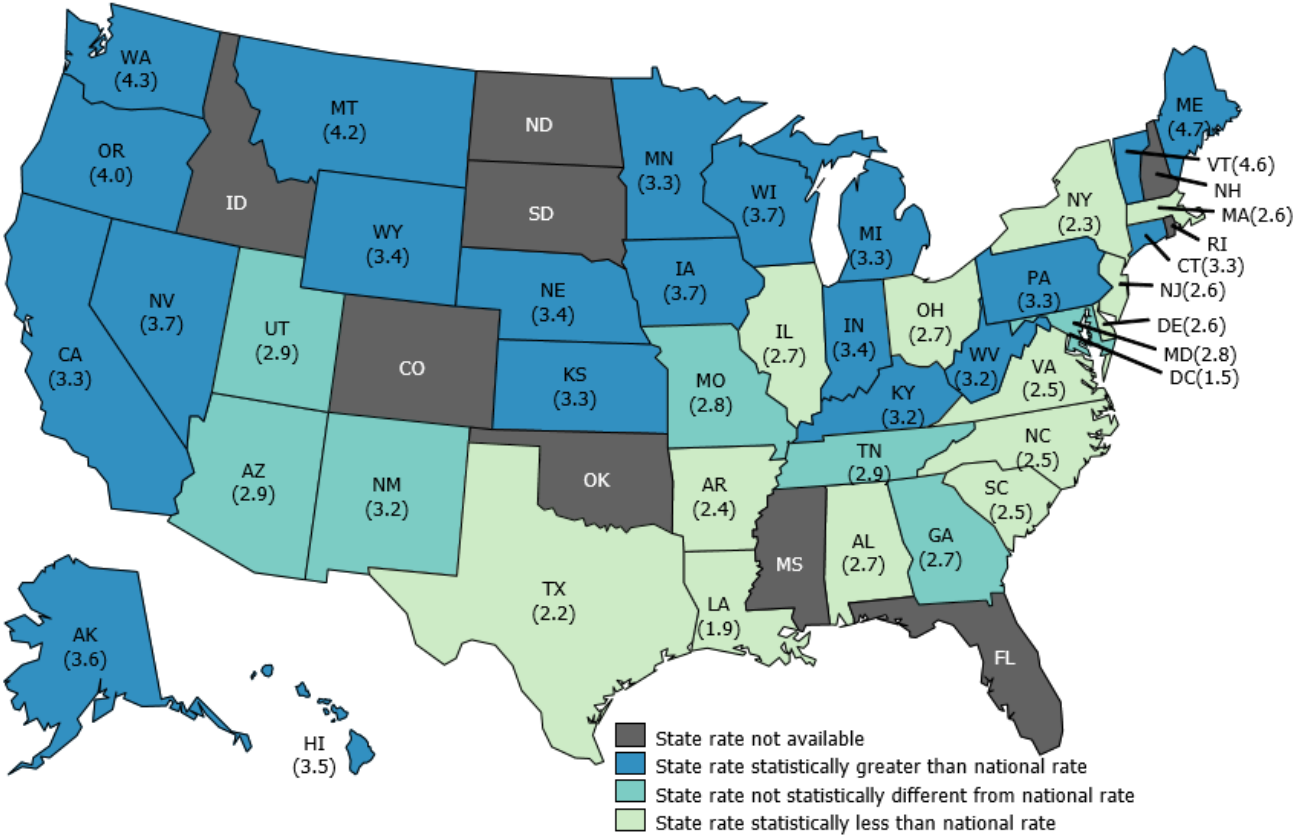 WA
(4.3)
MT
(4.2)
ND
MN
(3.3)
ME
(4.7)
OR
(4.0)
ID
SD
WI
(3.7)
MI
(3.3)
NY
(2.3)
VT(4.6)
NH
MA(2.6)
RI
CT(3.3)
NJ(2.6)
DE(2.6)
MD(2.8)
DC(1.5)
WY
(3.4)
IA
(3.7)
NE
(3.4)
PA
(3.3)
NV
(3.7)
UT
(2.9)
CA
(3.3)
CO
KS
(3.3)
MO
(2.8)
IL
(2.7)
IN
(3.4)
OH
(2.7)
WV
(3.2)
VA
(2.5)
KY
(3.2)
NC
(2.5)
TN
(2.9)
AZ
(2.9)
NM
(3.2)
OK
AR
(2.4)
SC
(2.5)
MS
AL
(2.7)
GA
(2.7)
TX
(2.2)
LA
(1.9)
FL
AK
(3.6)
HI
(3.5)
State rate not available
State rate statistically greater than national rate
State rate not statistically different from national rate
State rate statistically less than national rate